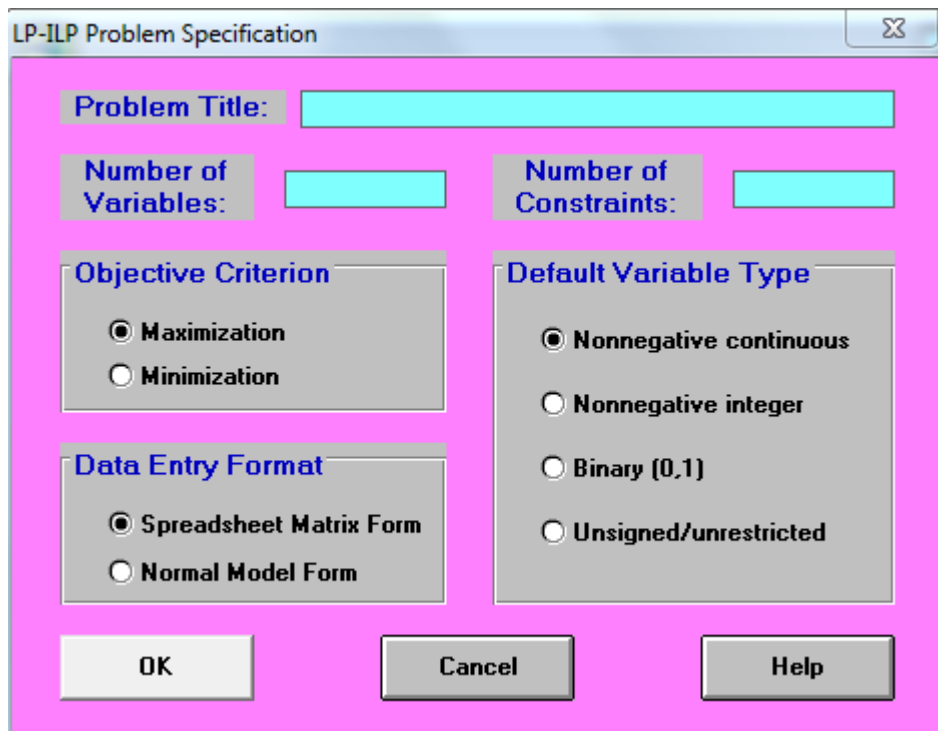 LP-ILP Problem Specification
Problem Title:
Number of
Variables:
Number of
Constraints:
Objective Criterion
Maximization
Minimization
Default Variable Type
Nonnegative continuous
Nonnegative integer
Binary (0,1)
Unsigned/unrestricted
Data Entry Format
Spreadsheet Matrix Form
Normal Model Form
OK
Cancel
Help